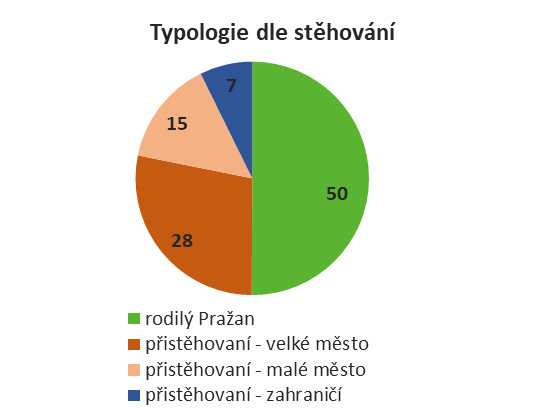 Typologie dle stěhování
7
15
50
28
rodilý Pražan
přistěhovaní - velké město
přistěhovaní - malé město
přistěhovaní - zahraničí